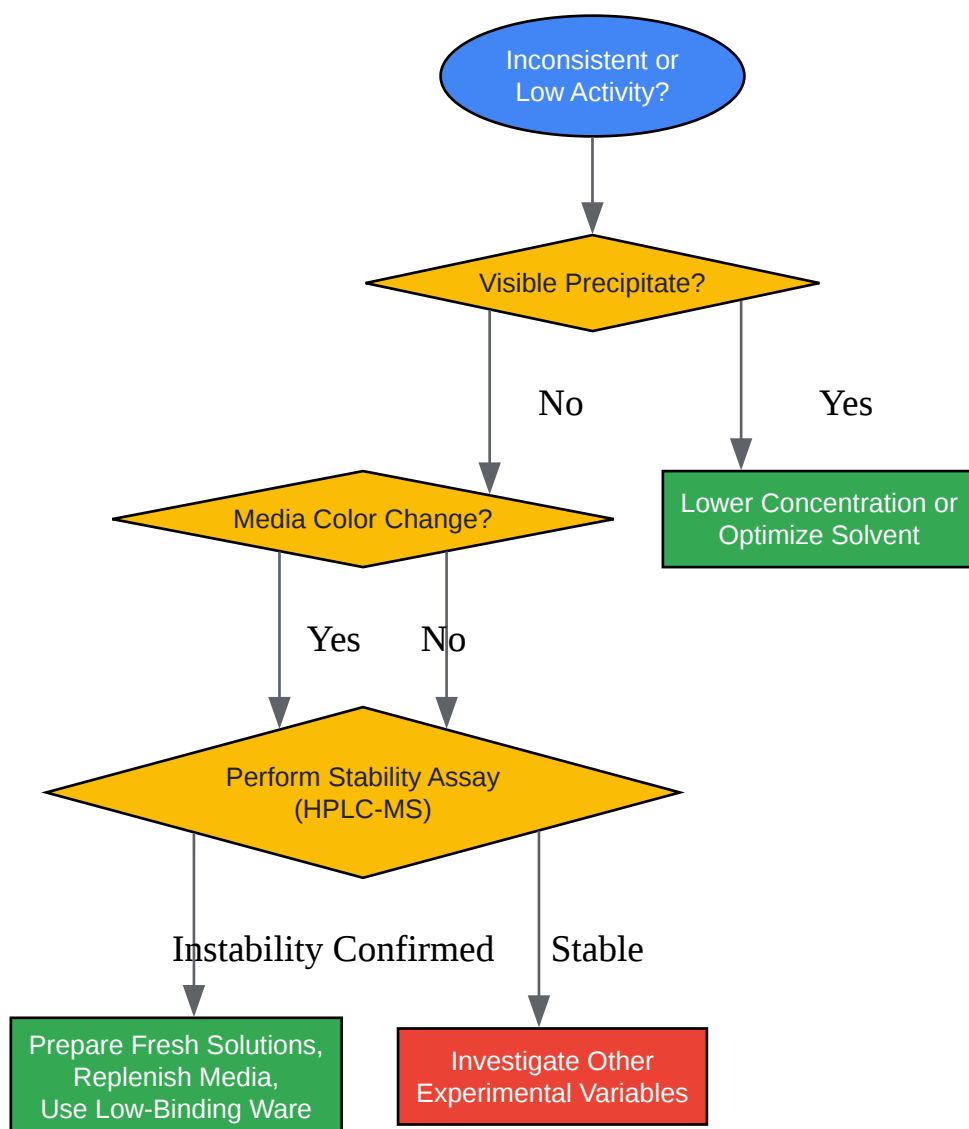 Inconsistent or
Low Activity?
Visible Precipitate?
No
Yes
Media Color Change?
Lower Concentration or
Optimize Solvent
Yes
No
Perform Stability Assay
(HPLC-MS)
Instability Confirmed
Stable
Prepare Fresh Solutions,
Replenish Media,
Use Low-Binding Ware
Investigate Other
Experimental Variables